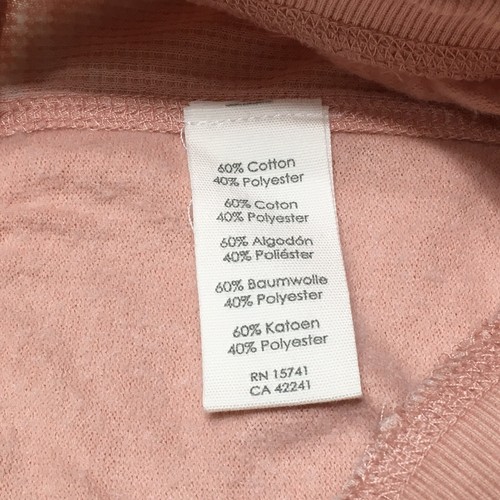 60% Cotton
40% Polyester
60% Coton
40% Polyester
60% Algodón
40% Poliéster
60% Baumwolle
40% Polyester
60% Katoen
40% Polyester
RN 15741
CA 42241